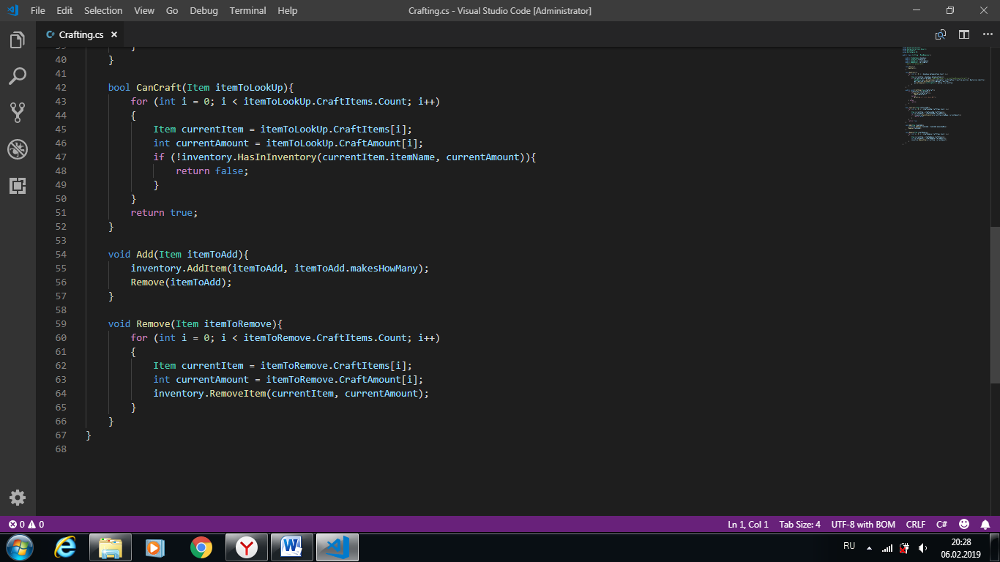 File Edit Selection View Go Debug Terminal Help Crafting.cs - Visual Studio Code [Administrator]
C# Crafting.cs ×
39 }
40 }
41
42 bool CanCraft(Item itemToLookUp){
43 for (int i = 0; i < itemToLookUp.CraftItems.Count; i++)
44 {
45 Item currentItem = itemToLookUp.CraftItems[i];
46 int currentAmount = itemToLookUp.CraftAmount[i];
47 if (!inventory.HasInInventory(currentItem.itemName, currentAmount)){
48 return false;
49 }
50 }
51 return true;
52 }
53
54 void Add(Item itemToAdd){
55 inventory.AddItem(itemToAdd, itemToAdd.makesHowMany);
56 Remove(itemToAdd);
57 }
58
59 void Remove(Item itemToRemove){
60 for (int i = 0; i < itemToRemove.CraftItems.Count; i++)
61 {
62 Item currentItem = itemToRemove.CraftItems[i];
63 int currentAmount = itemToRemove.CraftAmount[i];
64 inventory.RemoveItem(currentItem, currentAmount);
65 }
66 }
67 }
68
0 0 Ln 1, Col 1 Tab Size: 4 UTF-8 with BOM CRLF C#
RU 20:28
06.02.2019